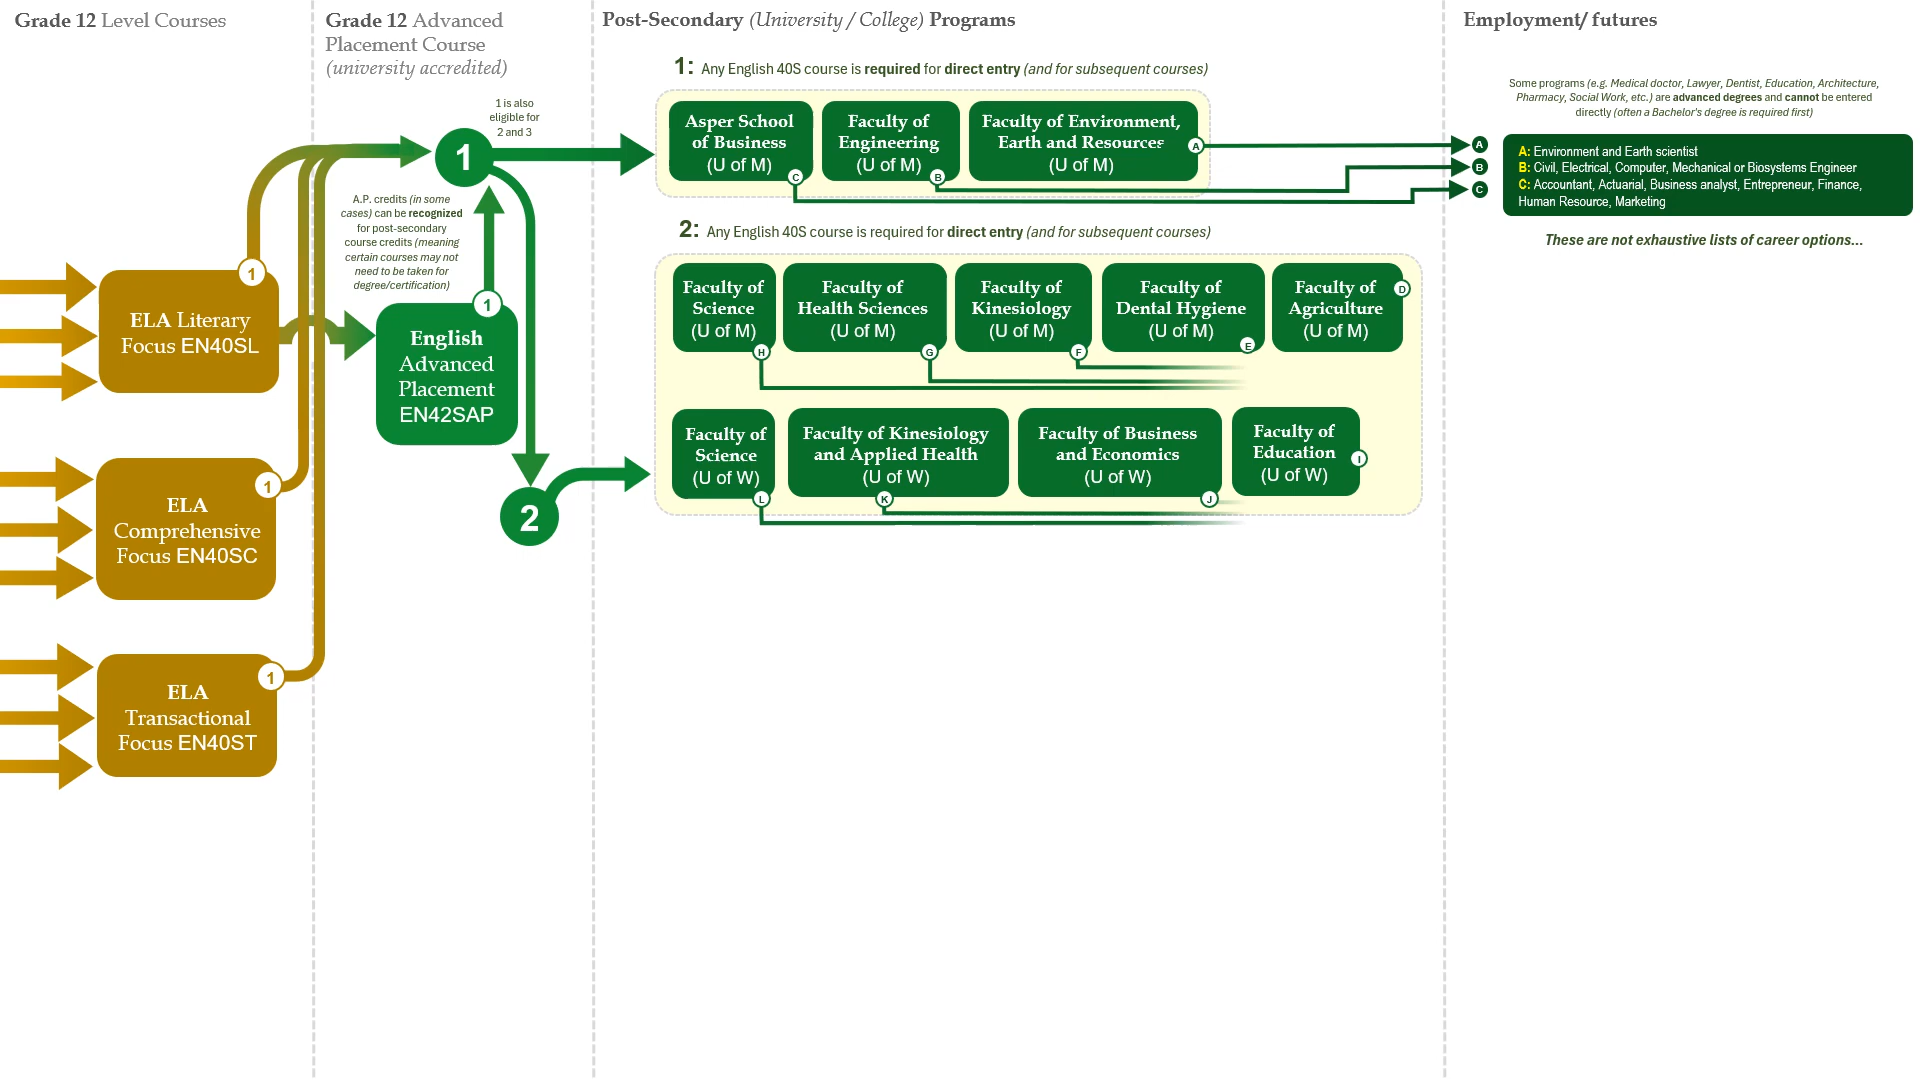 Grade 12 Level Courses
Grade 12 Advanced
Placement Course
(university accredited)
Post-Secondary (University / College) Programs
Employment/ futures
1: Any English 40S course is required for direct entry (and for subsequent courses)
1 is also
eligible for
2 and 3
Some programs (e.g. Medical doctor, Lawyer, Dentist, Education, Architecture,
Pharmacy, Social Work, etc.) are advanced degrees and cannot be entered
directly (often a Bachelor's degree is required first)
1
Asper School
of Business
(U of M)
C
Faculty of
Engineering
(U of M)
B
Faculty of Environment,
Earth and Resources
(U of M)
A
A
B
C
A: Environment and Earth scientist
B: Civil, Electrical, Computer, Mechanical or Biosystems Engineer
C: Accountant, Actuarial, Business analyst, Entrepreneur, Finance,
Human Resource, Marketing
These are not exhaustive lists of career options...
A.P. credits (in some
cases) can be recognized
for post-secondary
course credits (meaning
certain courses may not
need to be taken for
degree/certification)
2: Any English 40S course is required for direct entry (and for subsequent courses)
1
ELA Literary
Focus EN40SL
1
English
Advanced
Placement
EN42SAP
Faculty of
Science
(U of M)
H
Faculty of
Health Sciences
(U of M)
G
Faculty of
Kinesiology
(U of M)
F
Faculty of
Dental Hygiene
(U of M)
E
Faculty of
Agriculture
(U of M)
D
Faculty of
Science
(U of W)
L
Faculty of Kinesiology
and Applied Health
(U of W)
K
Faculty of Business
and Economics
(U of W)
J
Faculty of
Education
(U of W)
I
2
1
ELA
Comprehensive
Focus EN40SC
1
ELA
Transactional
Focus EN40ST